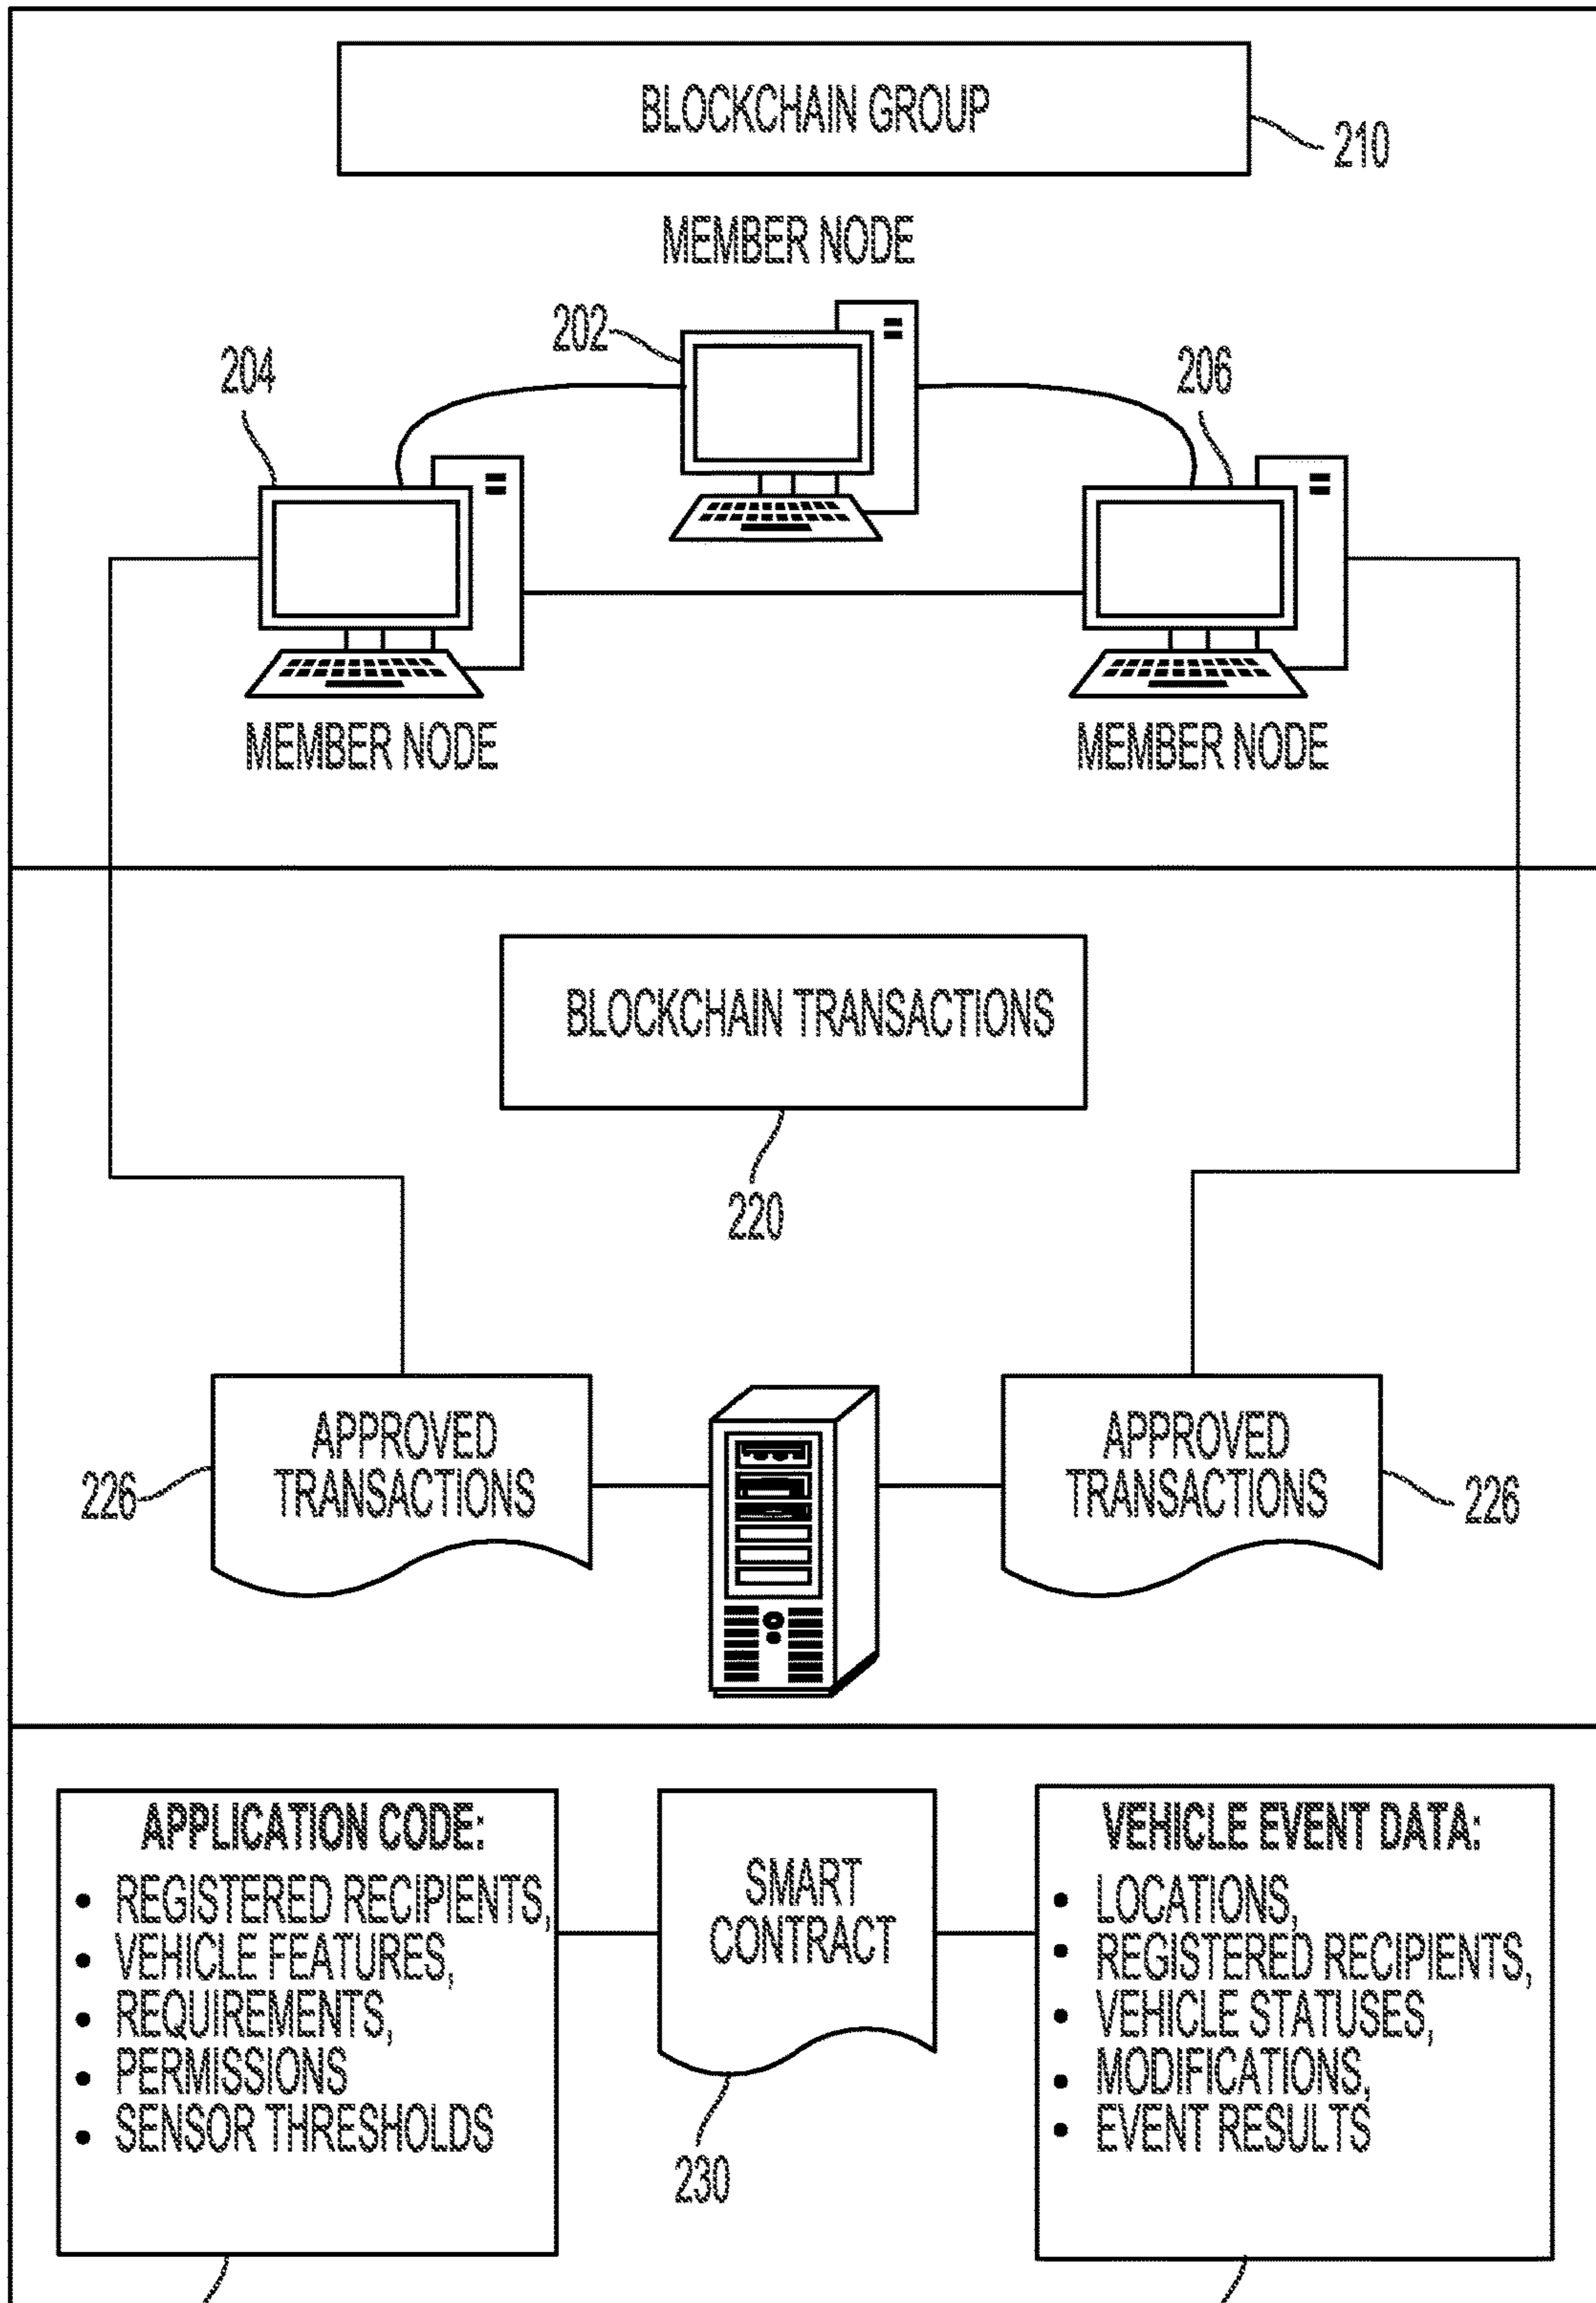 BLOCKCHAIN GROUP
210
MEMBER NODE
202
204
206
MEMBER NODE
MEMBER NODE
BLOCKCHAIN TRANSACTIONS
220
APPROVED
TRANSACTIONS
226
APPROVED
TRANSACTIONS
226
APPLICATION CODE:
• REGISTERED RECIPIENTS,
• VEHICLE FEATURES,
• REQUIREMENTS,
• PERMISSIONS
• SENSOR THRESHOLDS
SMART
CONTRACT
230
VEHICLE EVENT DATA:
• LOCATIONS,
• REGISTERED RECIPIENTS,
• VEHICLE STATUSES,
• MODIFICATIONS,
• EVENT RESULTS